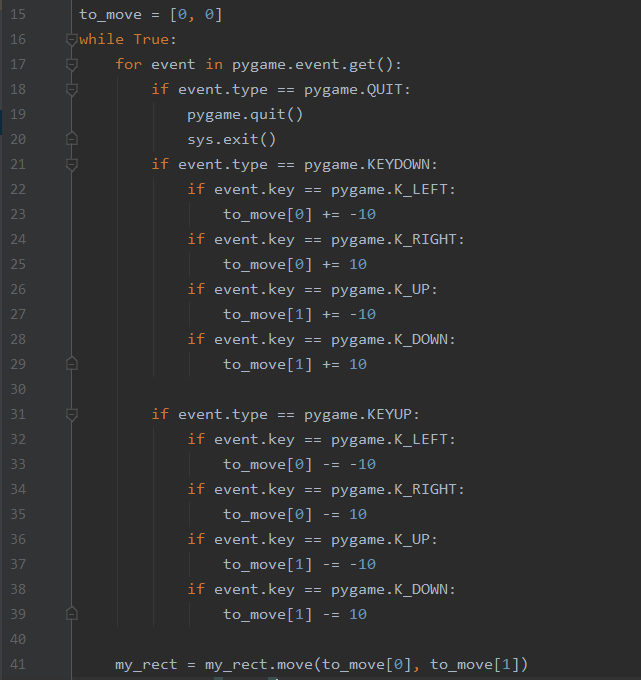 15 to_move = [0, 0]
16 while True:
17     for event in pygame.event.get():
18         if event.type == pygame.QUIT:
19             pygame.quit()
20             sys.exit()
21         if event.type == pygame.KEYDOWN:
22             if event.key == pygame.K_LEFT:
23                 to_move[0] += -10
24             if event.key == pygame.K_RIGHT:
25                 to_move[0] += 10
26             if event.key == pygame.K_UP:
27                 to_move[1] += -10
28             if event.key == pygame.K_DOWN:
29                 to_move[1] += 10
30
31         if event.type == pygame.KEYUP:
32             if event.key == pygame.K_LEFT:
33                 to_move[0] -= -10
34             if event.key == pygame.K_RIGHT:
35                 to_move[0] -= 10
36             if event.key == pygame.K_UP:
37                 to_move[1] -= -10
38             if event.key == pygame.K_DOWN:
39                 to_move[1] -= 10
40
41     my_rect = my_rect.move(to_move[0], to_move[1])